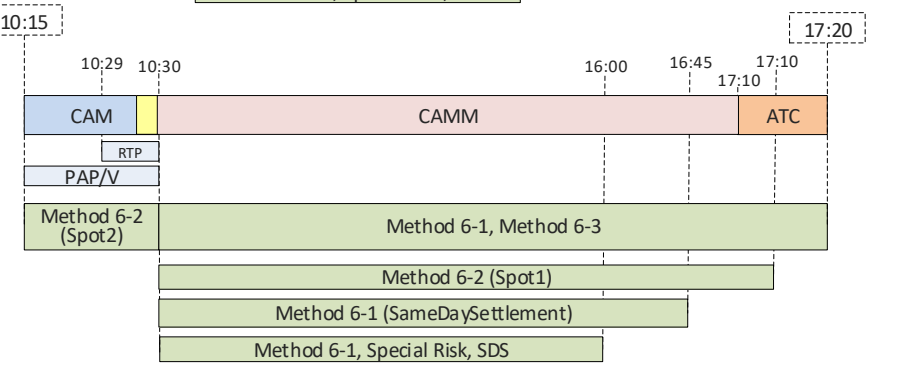 10:15
17:20
10:29
10:30
16:00
16:45
17:10
17:10
CAM
CAMM
ATC
RTP
PAP/V
Method 6-2
(Spot2)
Method 6-1, Method 6-3
Method 6-2 (Spot1)
Method 6-1 (SameDaySettlement)
Method 6-1, Special Risk, SDS